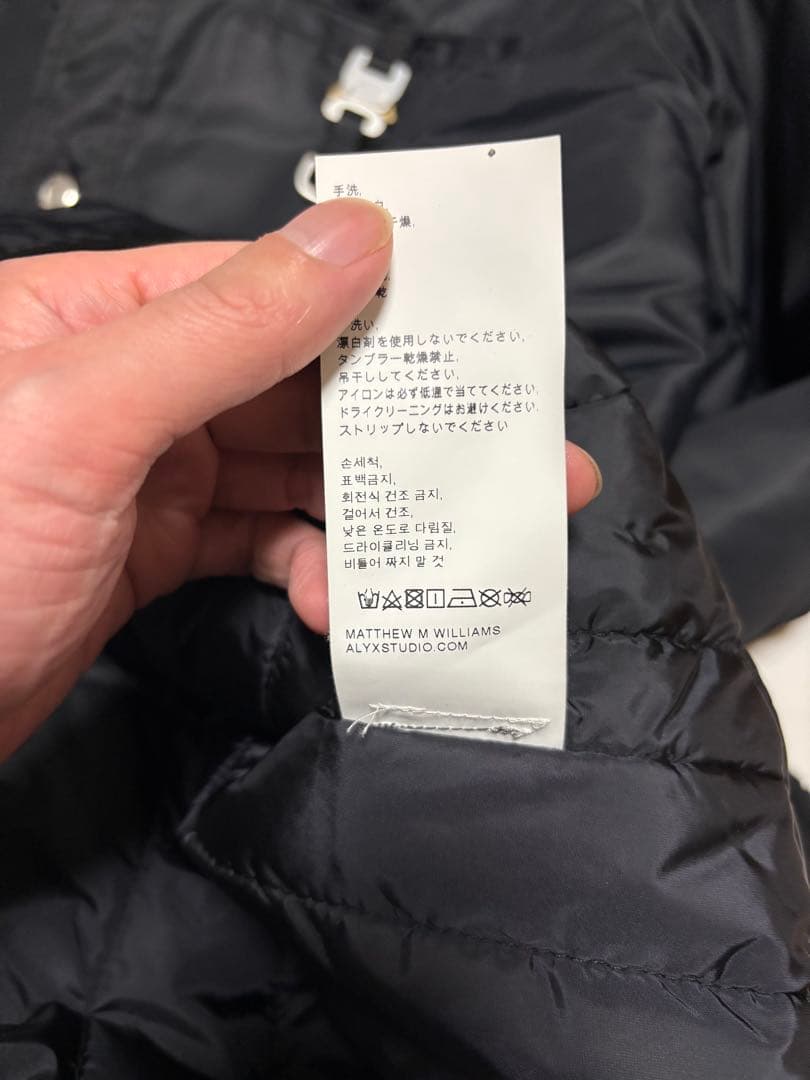 手洗,
白,
干燥,
乾
洗い,
漂白剤を使用しないでください,
タンブラー乾燥禁止,
吊干ししてください,
アイロンは必ず低温で当ててください,
ドライクリーニングはお避けください,
ストリップしないでください
손세척,
표백금지,
회전식 건조 금지,
걸어서 건조,
낮은 온도로 다림질,
드라이클리닝 금지,
비틀어 짜지 말 것
MATTHEW M WILLIAMS
ALYXSTUDIO.COM